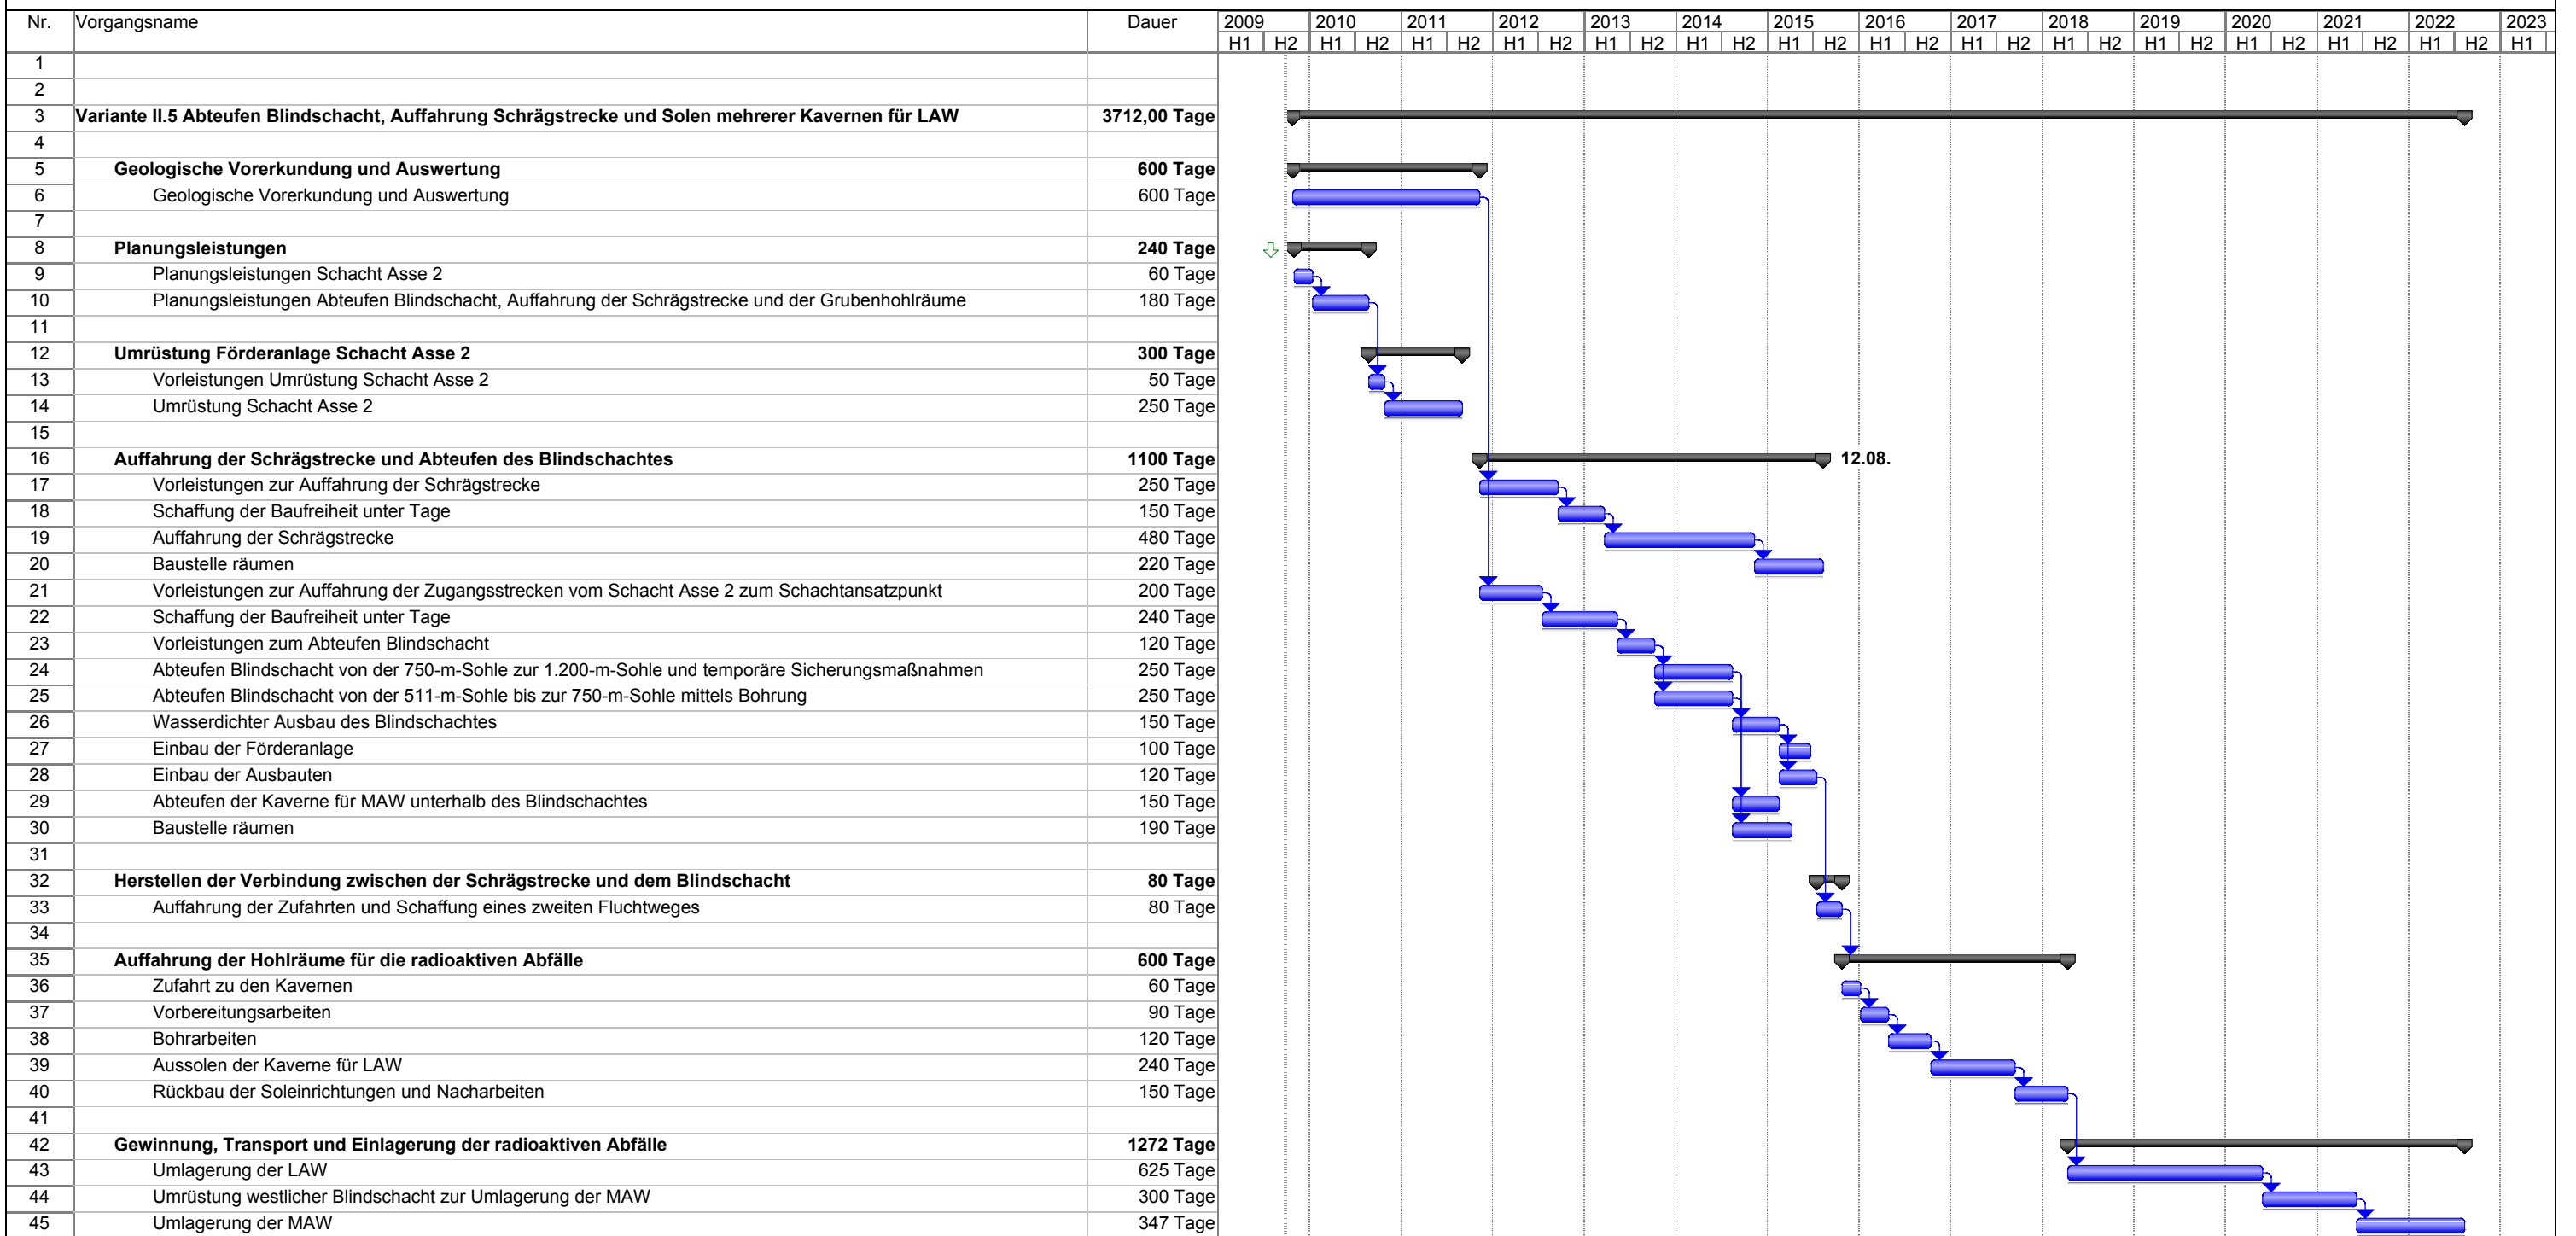 Nr. Vorgangsname Dauer 2009 2010 2011 2012 2013 2014 2015 2016 2017 2018 2019 2020 2021 2022 2023
H1 H2 H1 H2 H1 H2 H1 H2 H1 H2 H1 H2 H1 H2 H1 H2 H1 H2 H1 H2 H1 H2 H1 H2 H1 H2 H1 H2 H1
1
2
3 Variante II.5 Abteufen Blindschacht, Auffahrung Schrägstrecke und Solen mehrerer Kavernen für LAW 3712,00 Tage
4
5 Geologische Vorerkundung und Auswertung 600 Tage
6 Geologische Vorerkundung und Auswertung 600 Tage
7
8 Planungsleistungen 240 Tage
9 Planungsleistungen Schacht Asse 2 60 Tage
10 Planungsleistungen Abteufen Blindschacht, Auffahrung der Schrägstrecke und der Grubenhohlräume 180 Tage
11
12 Umrüstung Förderanlage Schacht Asse 2 300 Tage
13 Vorleistungen Umrüstung Schacht Asse 2 50 Tage
14 Umrüstung Schacht Asse 2 250 Tage
15
16 Auffahrung der Schrägstrecke und Abteufen des Blindschachtes 1100 Tage 12.08.
17 Vorleistungen zur Auffahrung der Schrägstrecke 250 Tage
18 Schaffung der Baufreiheit unter Tage 150 Tage
19 Auffahrung der Schrägstrecke 480 Tage
20 Baustelle räumen 220 Tage
21 Vorleistungen zur Auffahrung der Zugangsstrecken vom Schacht Asse 2 zum Schachtansatzpunkt 200 Tage
22 Schaffung der Baufreiheit unter Tage 240 Tage
23 Vorleistungen zum Abteufen Blindschacht 120 Tage
24 Abteufen Blindschacht von der 750-m-Sohle zur 1.200-m-Sohle und temporäre Sicherungsmaßnahmen 250 Tage
25 Abteufen Blindschacht von der 511-m-Sohle bis zur 750-m-Sohle mittels Bohrung 250 Tage
26 Wasserdichter Ausbau des Blindschachtes 150 Tage
27 Einbau der Förderanlage 100 Tage
28 Einbau der Ausbauten 120 Tage
29 Abteufen der Kaverne für MAW unterhalb des Blindschachtes 150 Tage
30 Baustelle räumen 190 Tage
31
32 Herstellen der Verbindung zwischen der Schrägstrecke und dem Blindschacht 80 Tage
33 Auffahrung der Zufahrten und Schaffung eines zweiten Fluchtweges 80 Tage
34
35 Auffahrung der Hohlräume für die radioaktiven Abfälle 600 Tage
36 Zufahrt zu den Kavernen 60 Tage
37 Vorbereitungsarbeiten 90 Tage
38 Bohrarbeiten 120 Tage
39 Aussolen der Kaverne für LAW 240 Tage
40 Rückbau der Soleinrichtungen und Nacharbeiten 150 Tage
41
42 Gewinnung, Transport und Einlagerung der radioaktiven Abfälle 1272 Tage
43 Umlagerung der LAW 625 Tage
44 Umrüstung westlicher Blindschacht zur Umlagerung der MAW 300 Tage
45 Umlagerung der MAW 347 Tage